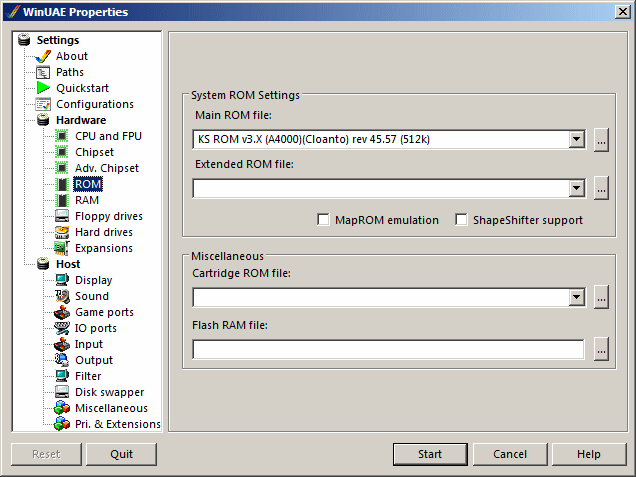 WinUAE Properties
Settings
About
Paths
Quickstart
Configurations
Hardware
CPU and FPU
Chipset
Adv. Chipset
ROM
RAM
Floppy drives
Hard drives
Expansions
Host
Display
Sound
Game ports
IO ports
Input
Output
Filter
Disk swapper
Miscellaneous
Pri. & Extensions
System ROM Settings
Main ROM file:
KS ROM v3.X (A4000)(Cloanto) rev 45.57 (512k)
...
Extended ROM file:
...
MapROM emulation
ShapeShifter support
Miscellaneous
Cartridge ROM file:
...
Flash RAM file:
...
Reset
Quit
Start
Cancel
Help